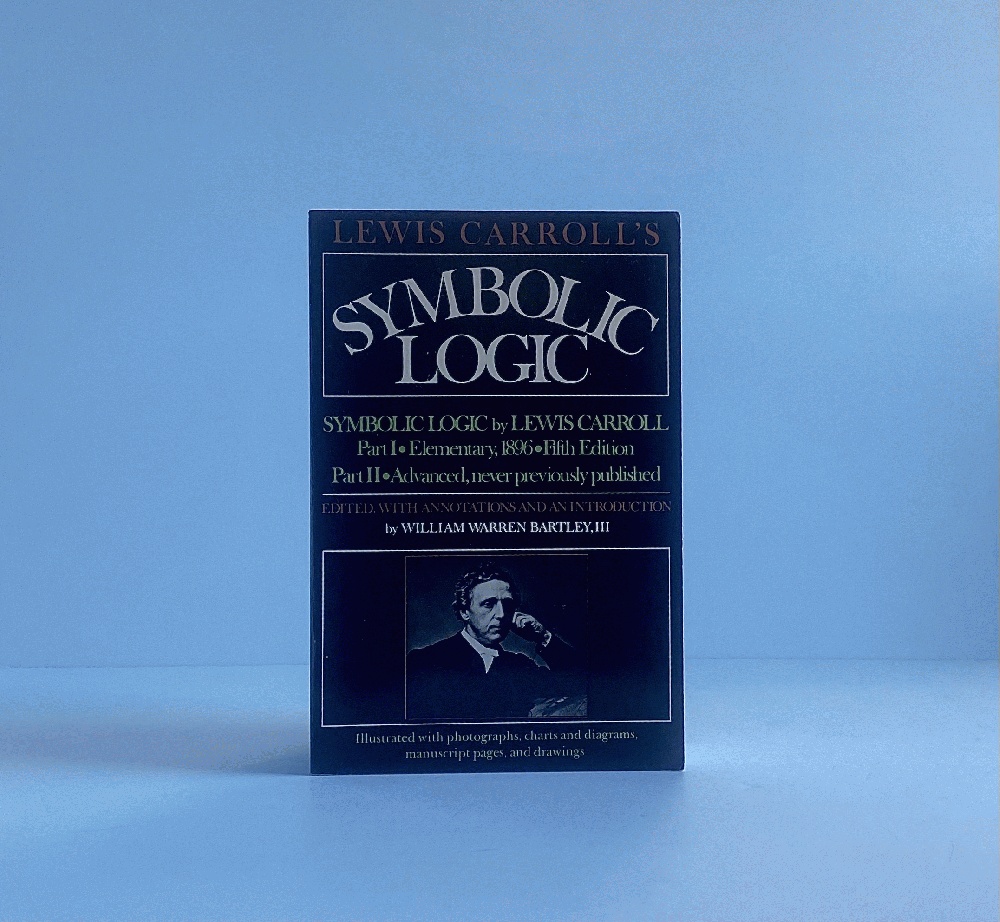 LEWIS CARROLL'S
SYMBOLIC
LOGIC
SYMBOLIC LOGIC by LEWIS CARROLL
Part I • Elementary, 1896 • Fifth Edition
Part II • Advanced, never previously published
EDITED, WITH ANNOTATIONS AND AN INTRODUCTION
by WILLIAM WARREN BARTLEY, III
Illustrated with photographs, charts and diagrams,
manuscript pages, and drawings